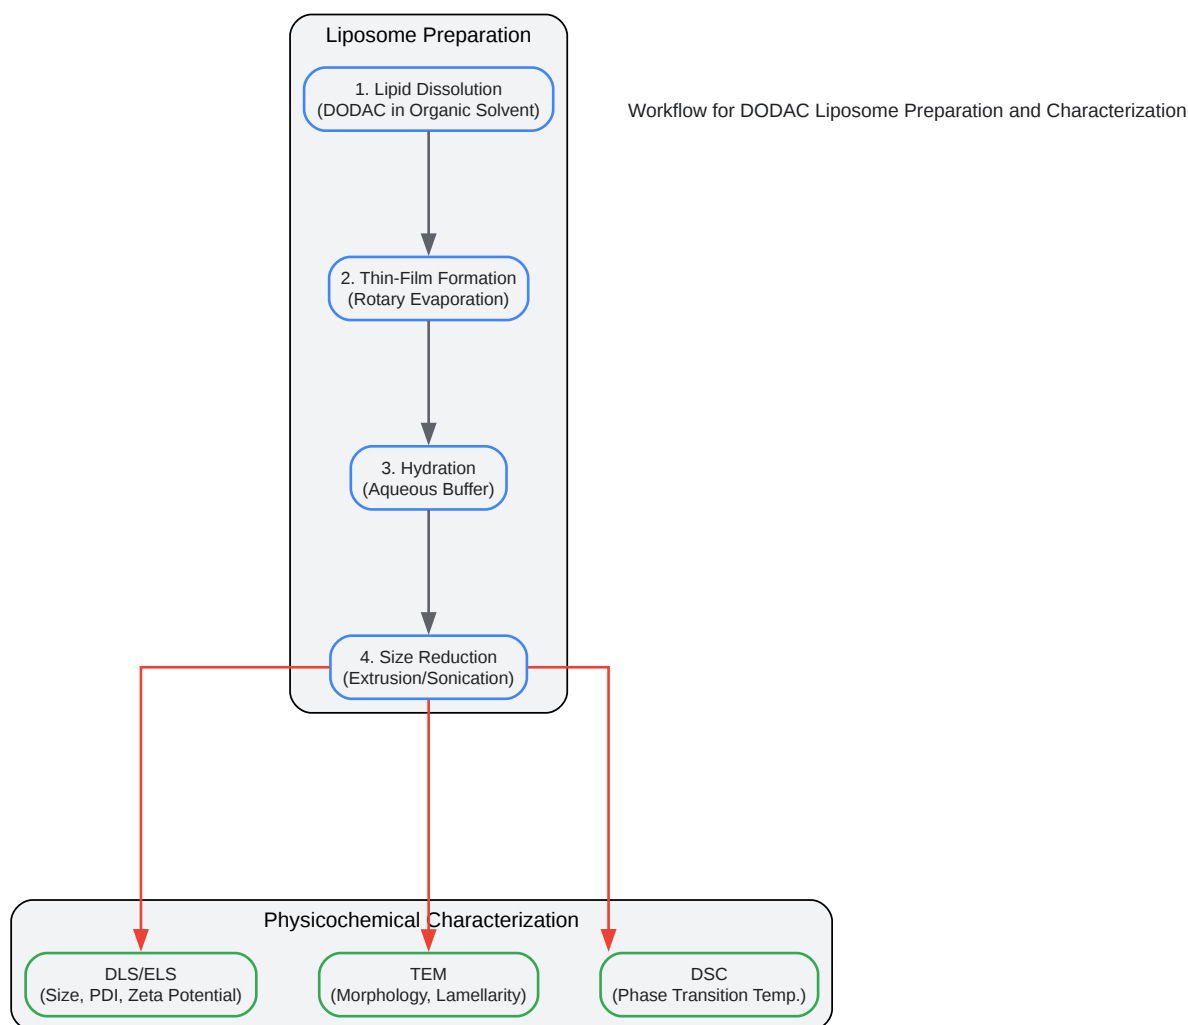 Liposome Preparation
1. Lipid Dissolution
(DODAC in Organic Solvent)
Workflow for DODAC Liposome Preparation and Characterization
2. Thin-Film Formation
(Rotary Evaporation)
3. Hydration
(Aqueous Buffer)
4. Size Reduction
(Extrusion/Sonication)
Physicochemical Characterization
DLS/ELS
(Size, PDI, Zeta Potential)
TEM
(Morphology, Lamellarity)
DSC
(Phase Transition Temp.)